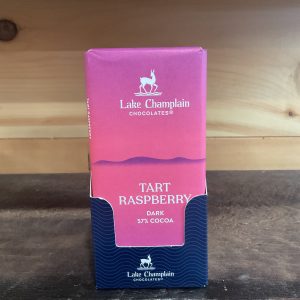 Lake Champlain
CHOCOLATES®
TART
RASPBERRY
DARK
57% COCOA
Lake Champlain
CHOCOLATES®